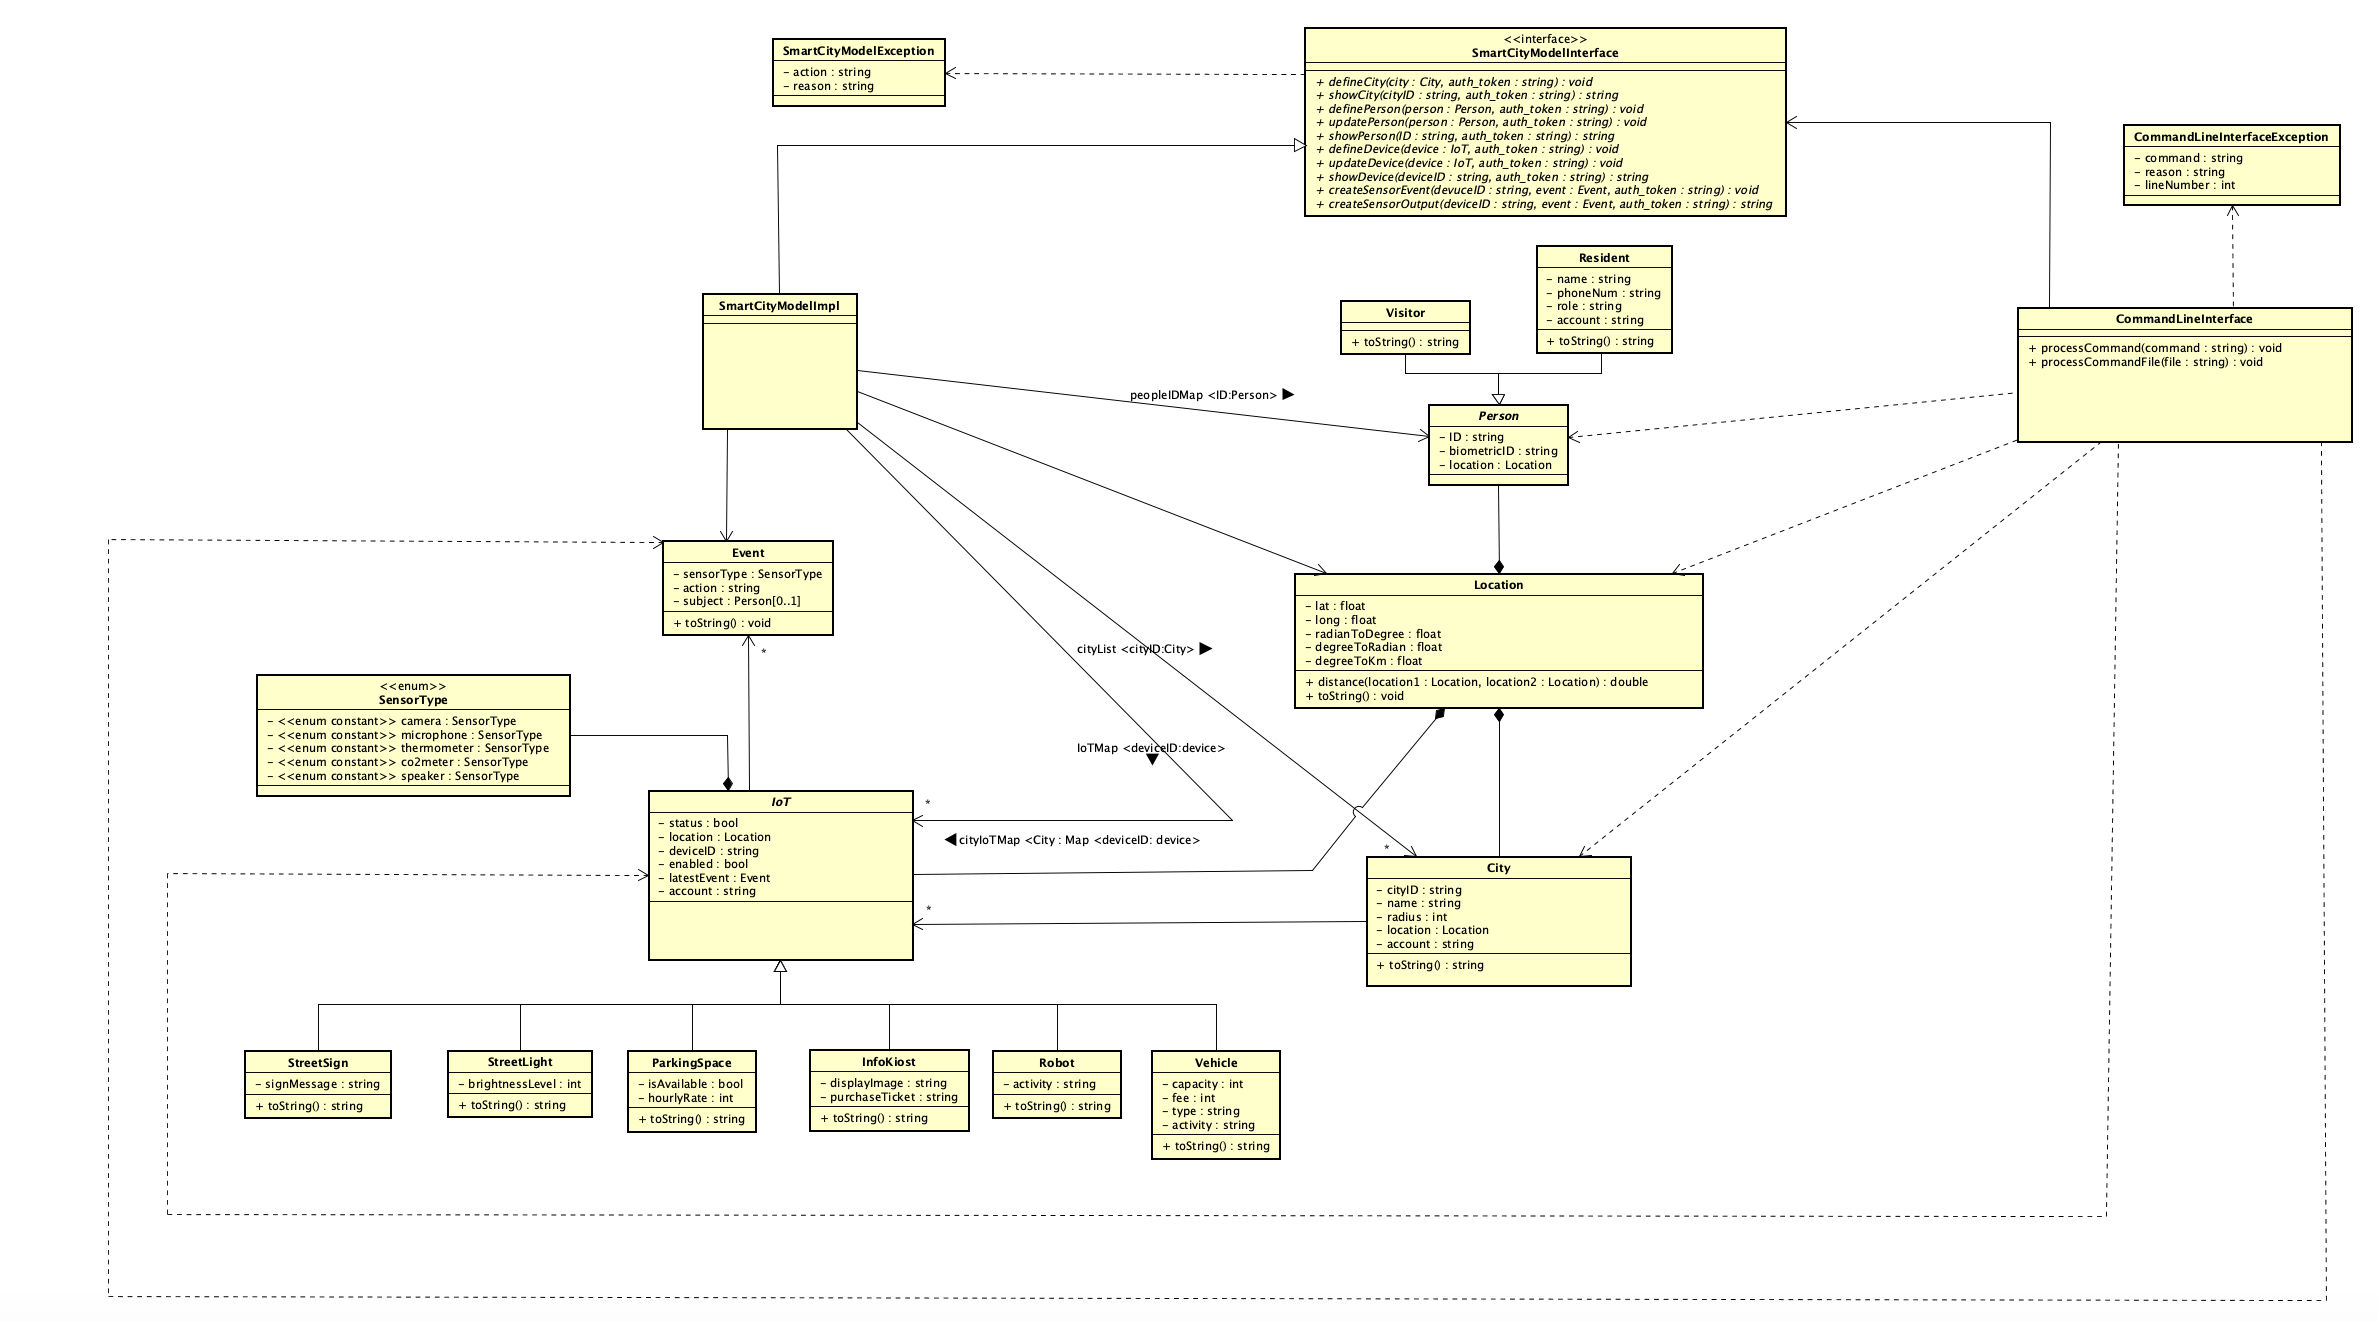 SmartCityModelException
– action : string
– reason : string
<<interface>>
SmartCityModelInterface
+ defineCity(city : City, auth_token : string) : void
+ showCity(cityID : string, auth_token : string) : string
+ definePerson(person : Person, auth_token : string) : void
+ updatePerson(person : Person, auth_token : string) : void
+ showPerson(ID : string, auth_token : string) : string
+ defineDevice(device : IoT, auth_token : string) : void
+ updateDevice(device : IoT, auth_token : string) : void
+ showDevice(deviceID : string, auth_token : string) : string
+ createSensorEvent(devuceID : string, event : Event, auth_token : string) : void
+ createSensorOutput(deviceID : string, event : Event, auth_token : string) : string
CommandLineInterfaceException
– command : string
– reason : string
– lineNumber : int
Resident
– name : string
– phoneNum : string
– role : string
– account : string
+ toString() : string
Visitor
+ toString() : string
SmartCityModelImpl
CommandLineInterface
+ processCommand(command : string) : void
+ processCommandFile(file : string) : void
peopleIDMap <ID:Person>
Person
– ID : string
– biometricID : string
– location : Location
Event
– sensorType : SensorType
– action : string
– subject : Person[0..1]
+ toString() : void
*
Location
– lat : float
– long : float
– radianToDegree : float
– degreeToRadian : float
– degreeToKm : float
+ distance(location1 : Location, location2 : Location) : double
+ toString() : void
cityList <cityID:City>
<<enum>>
SensorType
– <<enum constant>> camera : SensorType
– <<enum constant>> microphone : SensorType
– <<enum constant>> thermometer : SensorType
– <<enum constant>> co2meter : SensorType
– <<enum constant>> speaker : SensorType
IoTMap <deviceID:device>
*
IoT
– status : bool
– location : Location
– deviceID : string
– enabled : bool
– latestEvent : Event
– account : string
cityIoTMap <City : Map <deviceID: device>
*
*
City
– cityID : string
– name : string
– radius : int
– location : Location
– account : string
+ toString() : string
StreetSign
– signMessage : string
+ toString() : string
StreetLight
– brightnessLevel : int
+ toString() : string
ParkingSpace
– isAvailable : bool
– hourlyRate : int
+ toString() : string
InfoKiost
– displayImage : string
– purchaseTicket : string
+ toString() : string
Robot
– activity : string
+ toString() : string
Vehicle
– capacity : int
– fee : int
– type : string
– activity : string
+ toString() : string